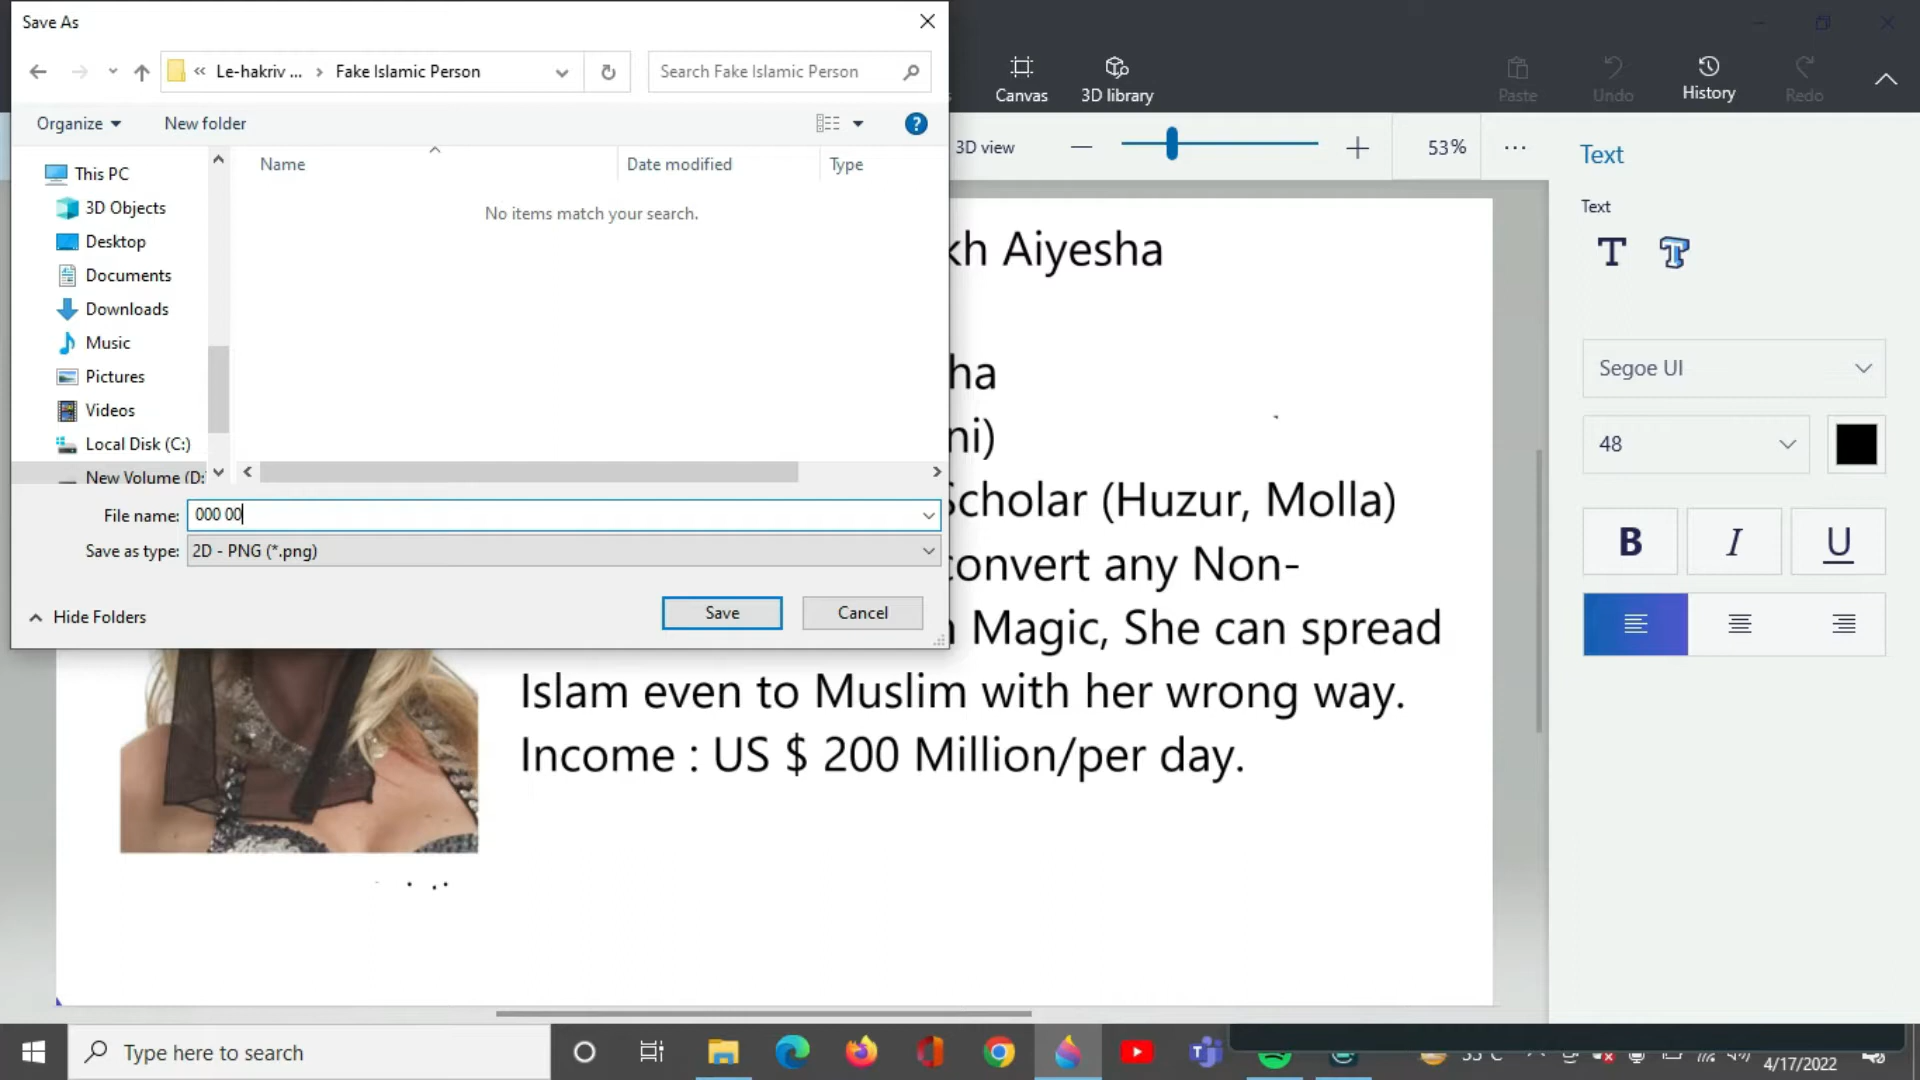 Save As
« Le-hakriv ... › Fake Islamic Person
Search Fake Islamic Person
Organize
New folder
Name
Date modified
Type
No items match your search.
This PC
3D Objects
Desktop
Documents
Downloads
Music
Pictures
Videos
Local Disk (C:)
New Volume (D:
File name: 000 00
Save as type: 2D - PNG (*.png)
Hide Folders
Save
Cancel
Canvas
3D library
Paste
Undo
History
Redo
3D view
53%
Text
Text
Segoe UI
48
B I U
kh Aiyesha
ha
ni)
Scholar (Huzur, Molla)
convert any Non-
Magic, She can spread
Islam even to Muslim with her wrong way.
Income : US $ 200 Million/per day.
Type here to search
4/17/2022